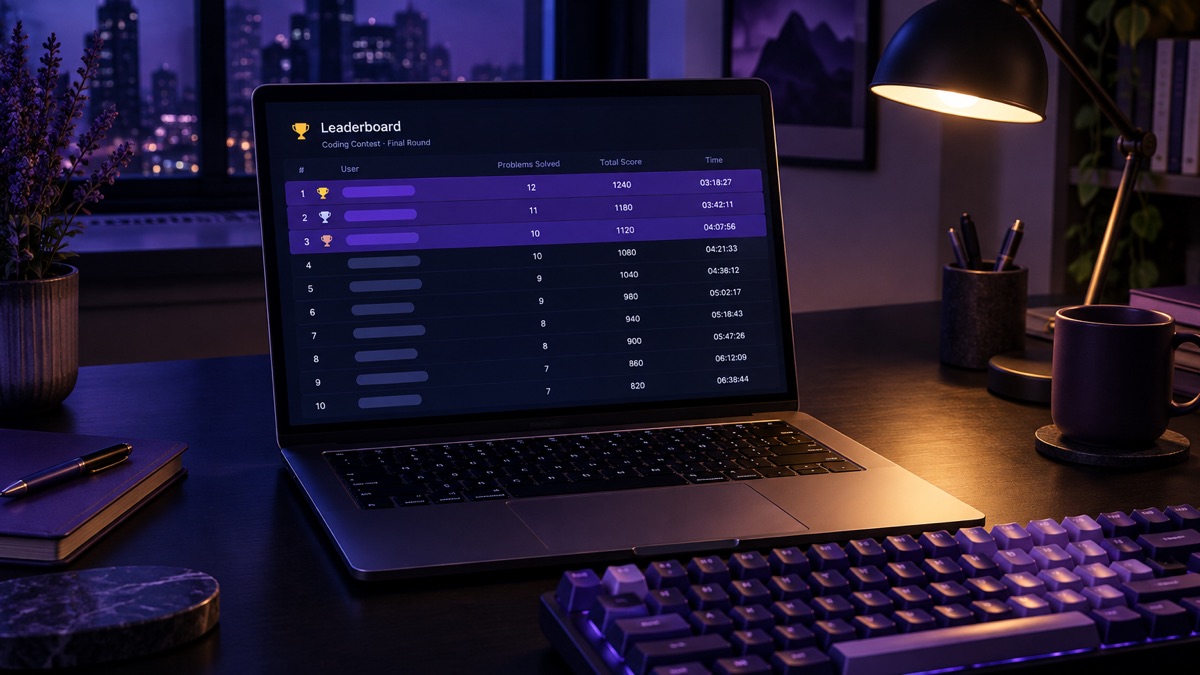 Leaderboard
Coding Contest - Final Round
# User Problems Solved Total Score Time
1 12 1240 03:18:27
2 11 1180 03:42:11
3 10 1120 04:07:56
4 10 1080 04:21:33
5 9 1040 04:36:12
6 9 980 05:02:17
7 8 940 05:18:43
8 8 900 05:47:26
9 7 860 06:12:09
10 7 820 06:38:44